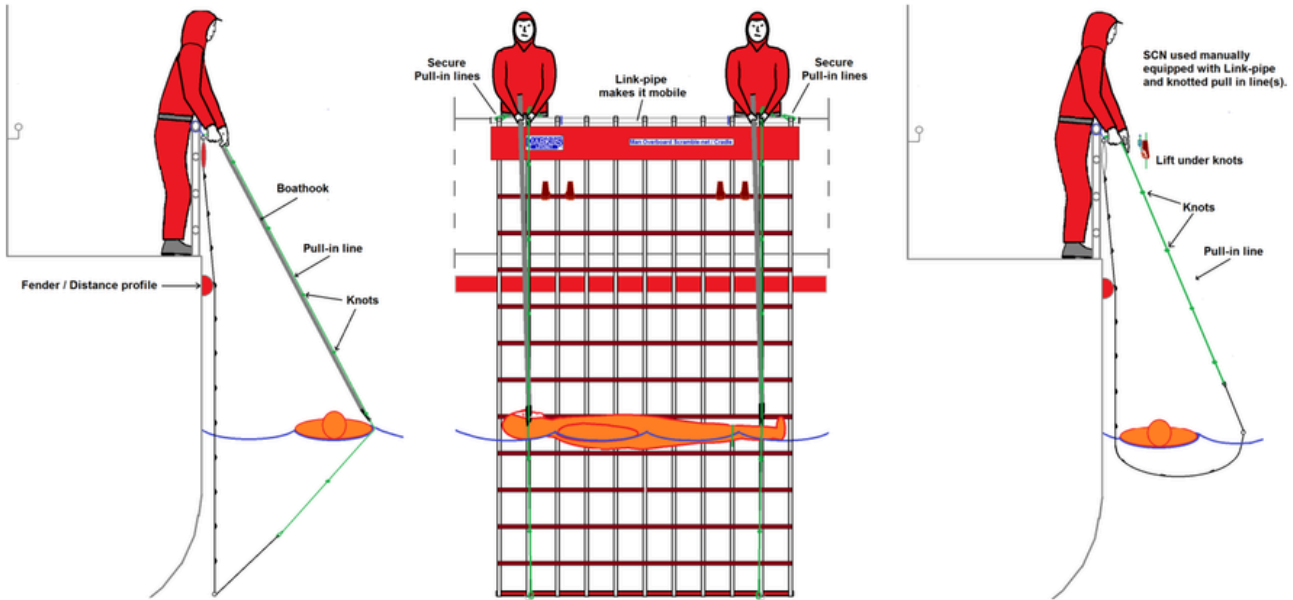 Boathook
Pull-in line
Knots
Fender / Distance profile
Secure
Pull-in lines
Link-pipe
makes it mobile
Secure
Pull-in lines
Man Overboard Scramble-net / Cradle
SCN used manually
equipped with Link-pipe
and knotted pull in line(s).
Lift under knots
Knots
Pull-in line